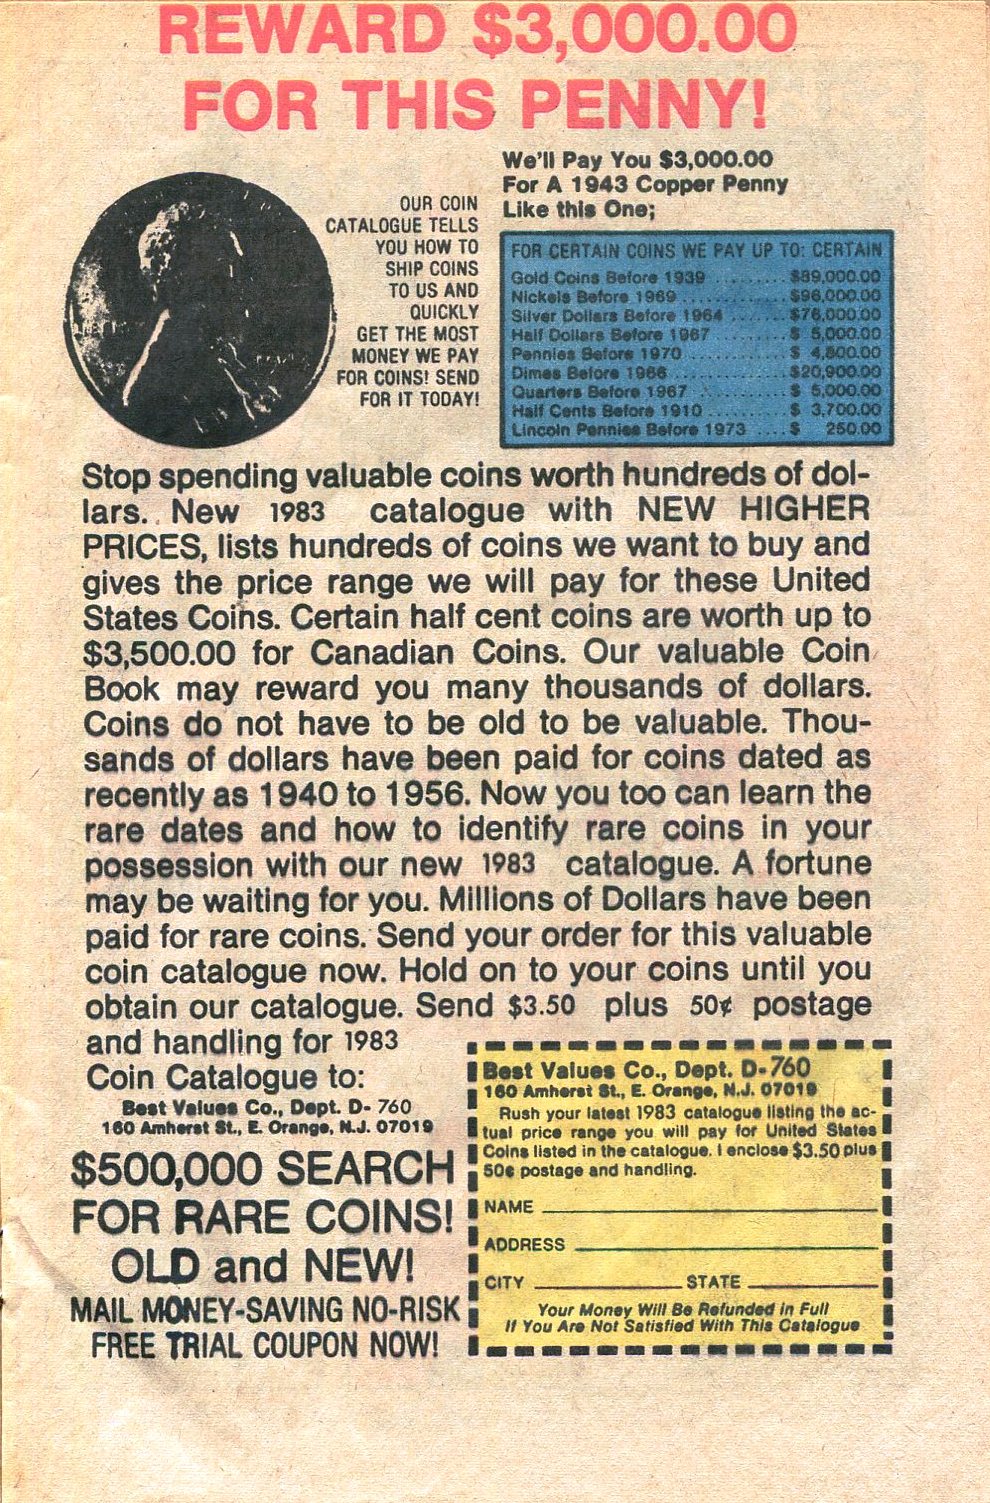 REWARD $3,000.00
FOR THIS PENNY!
OUR COIN
CATALOGUE TELLS
YOU HOW TO
SHIP COINS
TO US AND
QUICKLY
GET THE MOST
MONEY WE PAY
FOR COINS! SEND
FOR IT TODAY!
We'll Pay You $3,000.00
For A 1943 Copper Penny
Like this One;
FOR CERTAIN COINS WE PAY UP TO: CERTAIN
Gold Coins Before 1939 ........ $89,000.00
Nickels Before 1969 ............ $96,000.00
Silver Dollars Before 1964 ....... $76,000.00
Half Dollars Before 1967 ........ $ 5,000.00
Pennies Before 1970 ............ $ 4,800.00
Dimes Before 1966 ............. $20,900.00
Quarters Before 1967 ........... $ 5,000.00
Half Cents Before 1910 ......... $ 3,700.00
Lincoln Pennies Before 1973 .... $ 250.00
Stop spending valuable coins worth hundreds of dol-
lars. New 1983 catalogue with NEW HIGHER
PRICES, lists hundreds of coins we want to buy and
gives the price range we will pay for these United
States Coins. Certain half cent coins are worth up to
$3,500.00 for Canadian Coins. Our valuable Coin
Book may reward you many thousands of dollars.
Coins do not have to be old to be valuable. Thou-
sands of dollars have been paid for coins dated as
recently as 1940 to 1956. Now you too can learn the
rare dates and how to identify rare coins in your
possession with our new 1983 catalogue. A fortune
may be waiting for you. Millions of Dollars have been
paid for rare coins. Send your order for this valuable
coin catalogue now. Hold on to your coins until you
obtain our catalogue. Send $3.50 plus 50¢ postage
and handling for 1983
Coin Catalogue to:
Best Values Co., Dept. D- 760
160 Amherst St., E. Orange, N.J. 07019
$500,000 SEARCH
FOR RARE COINS!
OLD and NEW!
MAIL MONEY-SAVING NO-RISK
FREE TRIAL COUPON NOW!
Best Values Co., Dept. D-760
160 Amherst St., E. Orange, N.J. 07019
Rush your latest 1983 catalogue listing the ac-
tual price range you will pay for United States
Coins listed in the catalogue. I enclose $3.50 plus
50¢ postage and handling.
NAME
ADDRESS
CITY STATE
Your Money Will Be Refunded in Full
If You Are Not Satisfied With This Catalogue